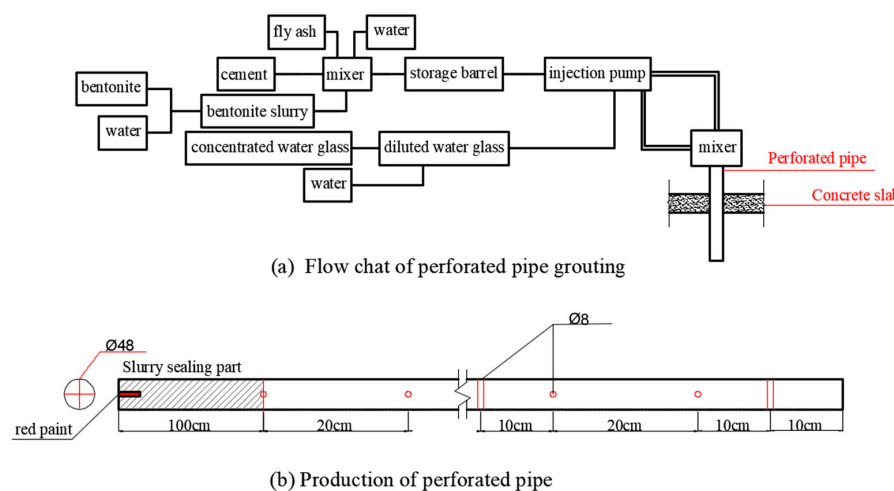 fly ash
water
cement
mixer
storage barrel
injection pump
bentonite
bentonite slurry
water
concentrated water glass
diluted water glass
mixer
water
Perforated pipe
Concrete slab
(a) Flow chat of perforated pipe grouting
Ø48
Ø8
Slurry sealing part
red paint
100cm
20cm
10cm
20cm
10cm
10cm
(b) Production of perforated pipe